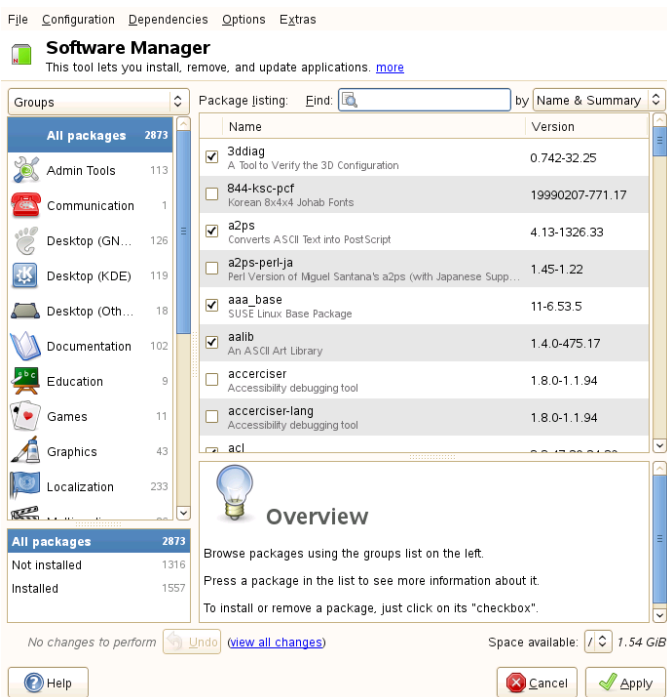 File Configuration Dependencies Options Extras
Software Manager
This tool lets you install, remove, and update applications. more
Groups
Package listing: Find: by Name & Summary
All packages 2873
Admin Tools 113
Communication 1
Desktop (GN... 126
Desktop (KDE) 119
Desktop (Oth... 18
Documentation 102
Education 9
Games 11
Graphics 43
Localization 233
Name Version
3ddiag 0.742-32.25
A Tool to Verify the 3D Configuration
844-ksc-pcf 19990207-771.17
Korean 8x4x4 Johab Fonts
a2ps 4.13-1326.33
Converts ASCII Text into PostScript
a2ps-perl-ja 1.45-1.22
Perl Version of Miguel Santana's a2ps (with Japanese Supp...
aaa_base 11-6.53.5
SUSE Linux Base Package
aalib 1.4.0-475.17
An ASCII Art Library
accerciser 1.8.0-1.1.94
Accessibility debugging tool
accerciser-lang 1.8.0-1.1.94
Accessibility debugging tool
acl
All packages 2873
Not installed 1316
Installed 1557
Overview
Browse packages using the groups list on the left.
Press a package in the list to see more information about it.
To install or remove a package, just click on its "checkbox".
No changes to perform Undo (view all changes) Space available: / 1.54 GiB
Help Cancel Apply